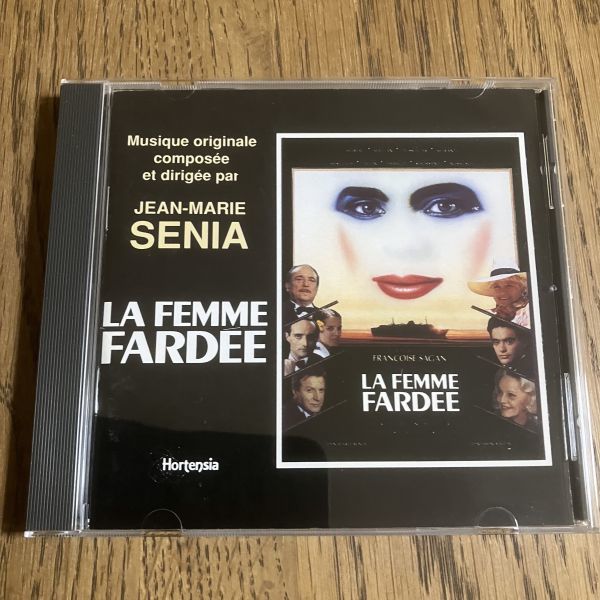 Musique originale
composée
et dirigée par
JEAN-MARIE
SENIA
LA FEMME
FARDÉE
Hortensia
FRANÇOISE SAGAN
LA FEMME
FARDEE